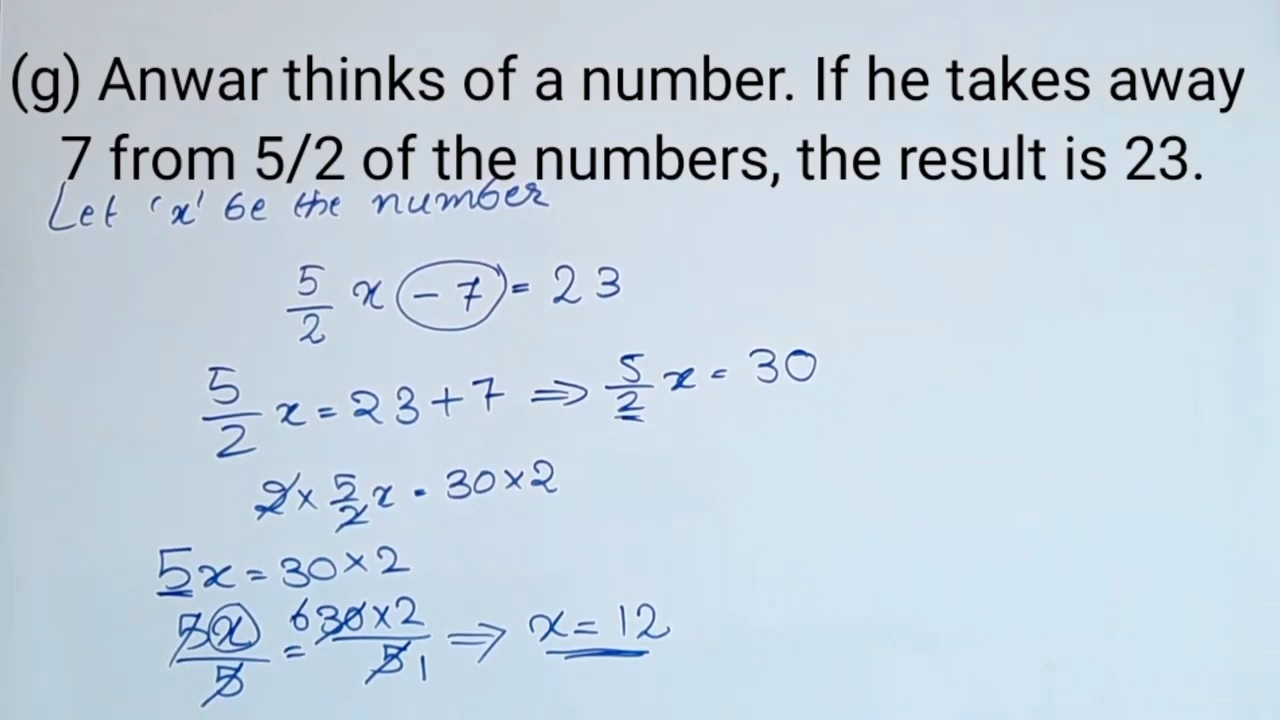 (g) Anwar thinks of a number. If he takes away
7 from 5/2 of the numbers, the result is 23.
Let 'x' be the number
5/2 x - 7 = 23
5/2 x = 23 + 7 ⇒ 5/2 x = 30
2 × 5/2 x = 30 × 2
5x = 30 × 2
5x/5 = 6 30 × 2/5 1 ⇒ x = 12